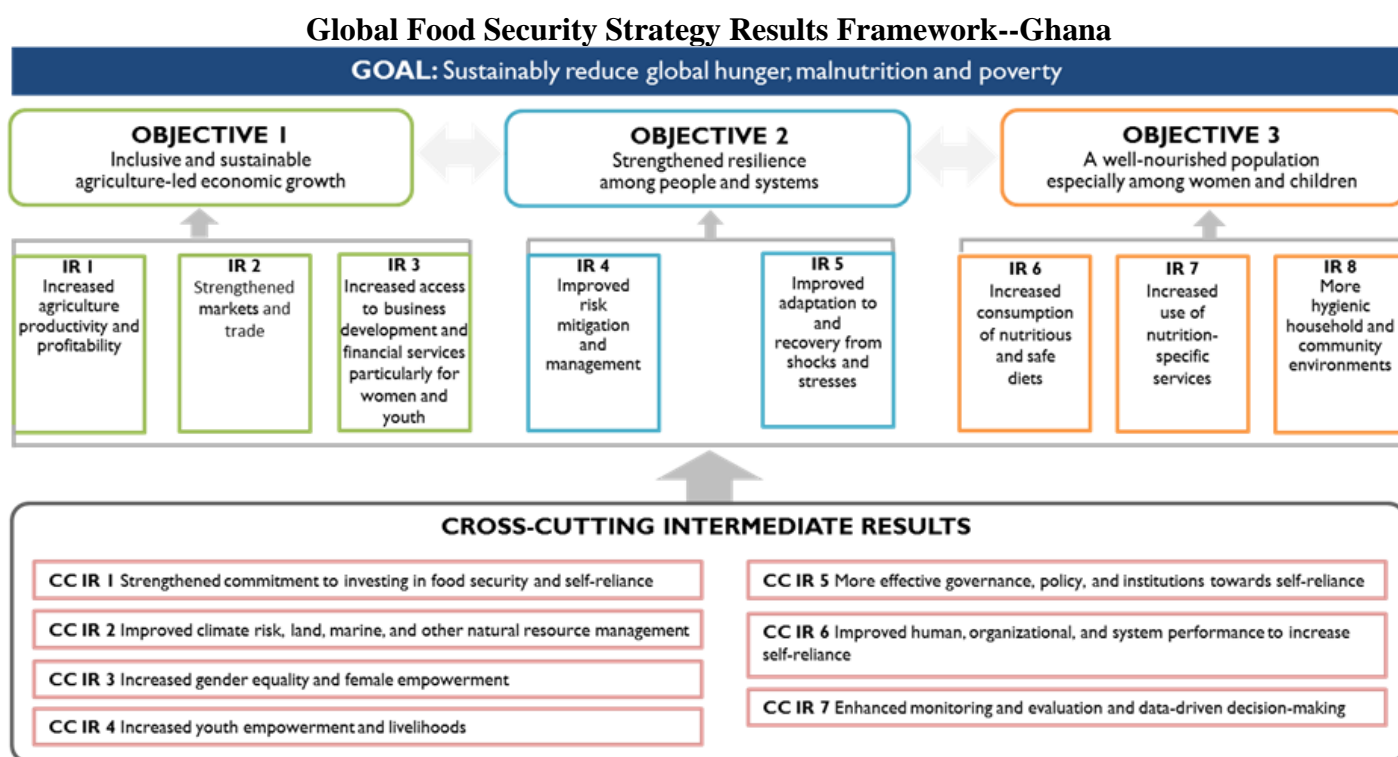 Global Food Security Strategy Results Framework--Ghana
GOAL: Sustainably reduce global hunger, malnutrition and poverty
OBJECTIVE 1
Inclusive and sustainable
agriculture-led economic growth
OBJECTIVE 2
Strengthened resilience
among people and systems
OBJECTIVE 3
A well-nourished population
especially among women and children
IR 1
Increased
agriculture
productivity and
profitability
IR 2
Strengthened
markets and
trade
IR 3
Increased access
to business
development and
financial services
particularly for
women and
youth
IR 4
Improved
risk
mitigation
and
management
IR 5
Improved
adaptation to
and
recovery from
shocks and
stresses
IR 6
Increased
consumption
of nutritious
and safe
diets
IR 7
Increased
use of
nutrition-
specific
services
IR 8
More
hygienic
household and
community
environments
CROSS-CUTTING INTERMEDIATE RESULTS
CC IR 1 Strengthened commitment to investing in food security and self-reliance
CC IR 2 Improved climate risk, land, marine, and other natural resource management
CC IR 3 Increased gender equality and female empowerment
CC IR 4 Increased youth empowerment and livelihoods
CC IR 5 More effective governance, policy, and institutions towards self-reliance
CC IR 6 Improved human, organizational, and system performance to increase
self-reliance
CC IR 7 Enhanced monitoring and evaluation and data-driven decision-making